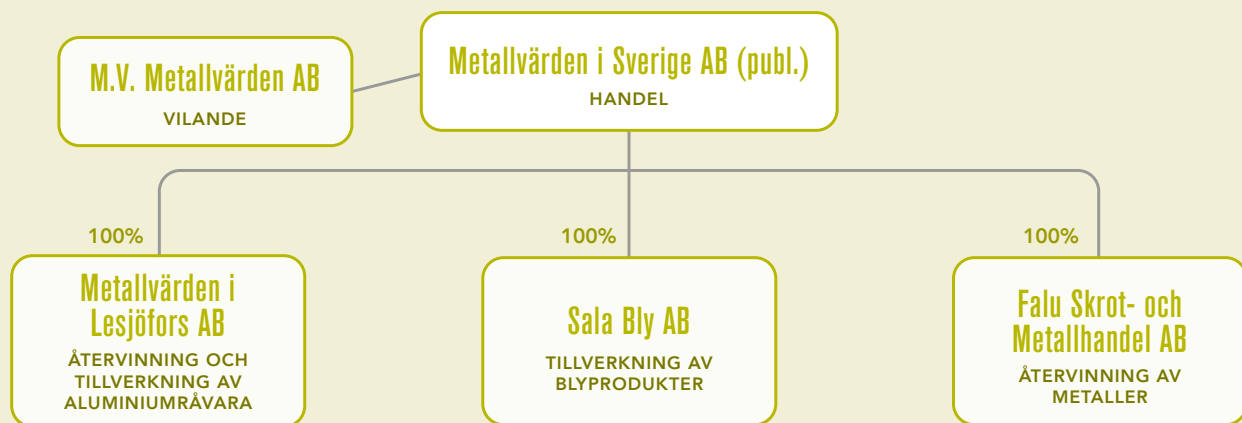 M.V. Metallvärden AB
VILANDE
Metallvärden i Sverige AB (publ.)
HANDEL
100%
Metallvärden i
Lesjöfors AB
ÅTERVINNING OCH
TILLVERKNING AV
ALUMINIUMRÅVARA
100%
Sala Bly AB
TILLVERKNING AV
BLYPRODUKTER
100%
Falu Skrot- och
Metallhandel AB
ÅTERVINNING AV
METALLER